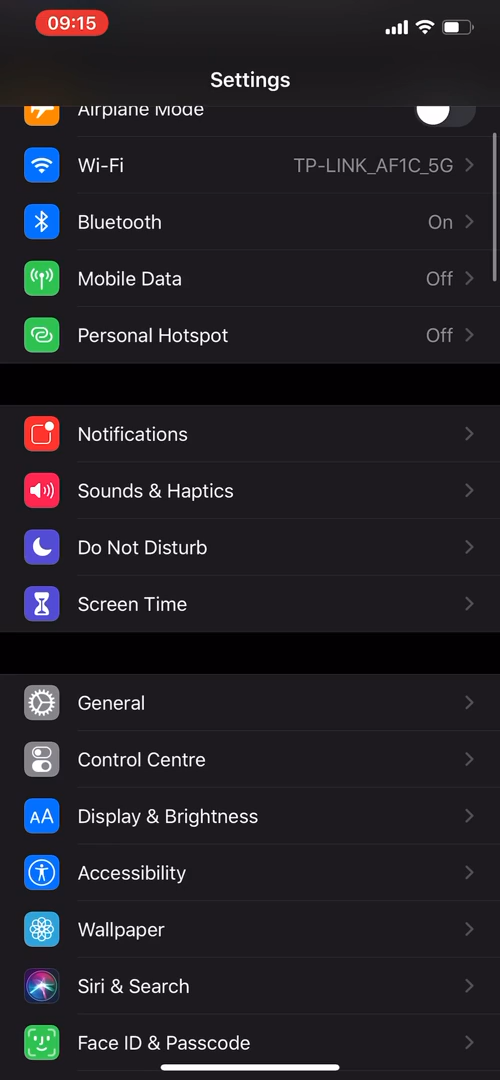 09:15
Settings
Airplane Mode
Wi-Fi TP-LINK_AF1C_5G
Bluetooth On
Mobile Data Off
Personal Hotspot Off
Notifications
Sounds & Haptics
Do Not Disturb
Screen Time
General
Control Centre
AA Display & Brightness
Accessibility
Wallpaper
Siri & Search
Face ID & Passcode